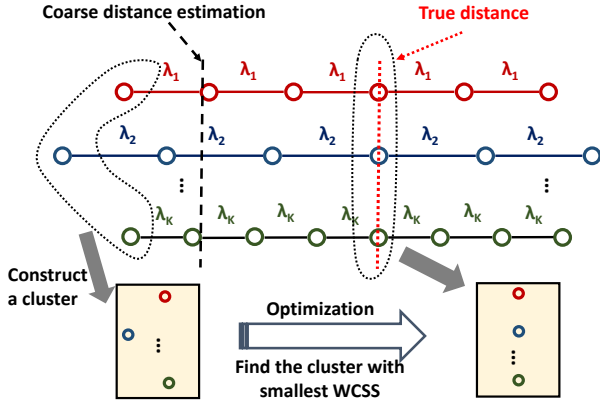 Coarse distance estimation
True distance
λ1 λ1 λ1 λ1 λ1
λ2 λ2 λ2 λ2 λ2
⋮ ⋮
λK λK λK λK λK λK λK
Construct
a cluster
Optimization
Find the cluster with
smallest WCSS
... ...